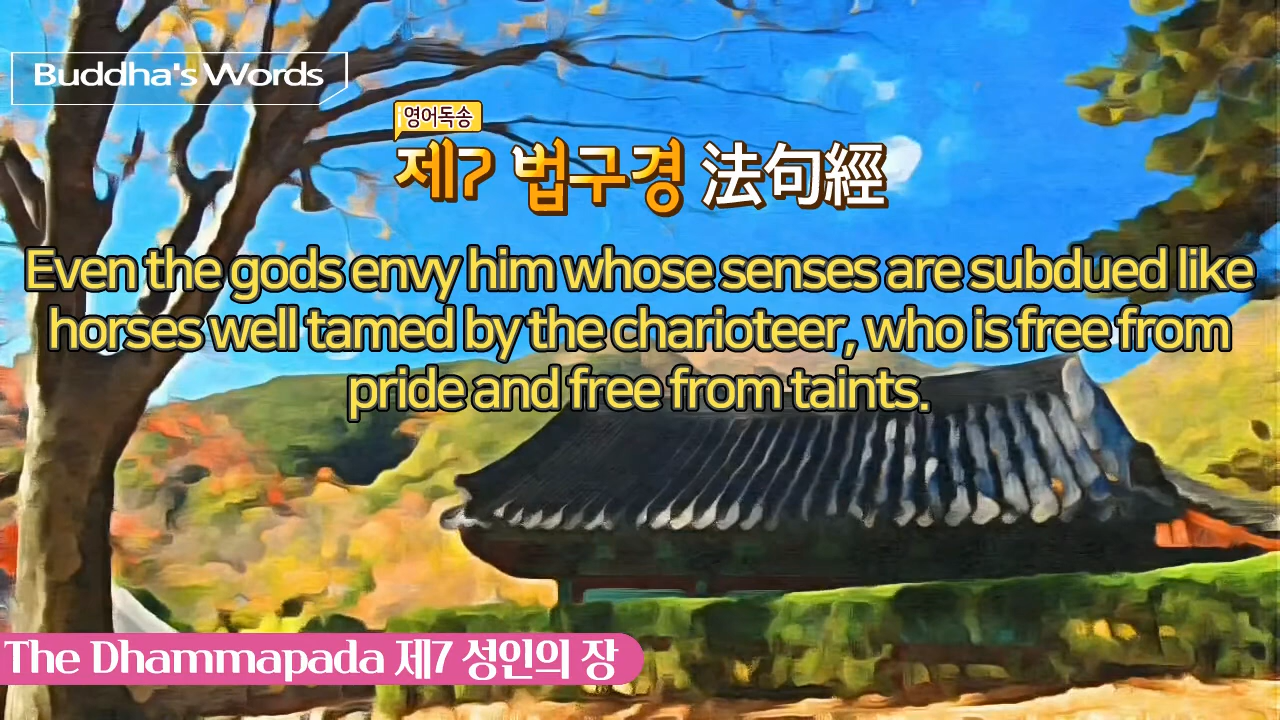 Buddha's Words
영어독송
제7 법구경 法句經
Even the gods envy him whose senses are subdued like
horses well tamed by the charioteer, who is free from
pride and free from taints.
The Dhammapada 제7 성인의 장